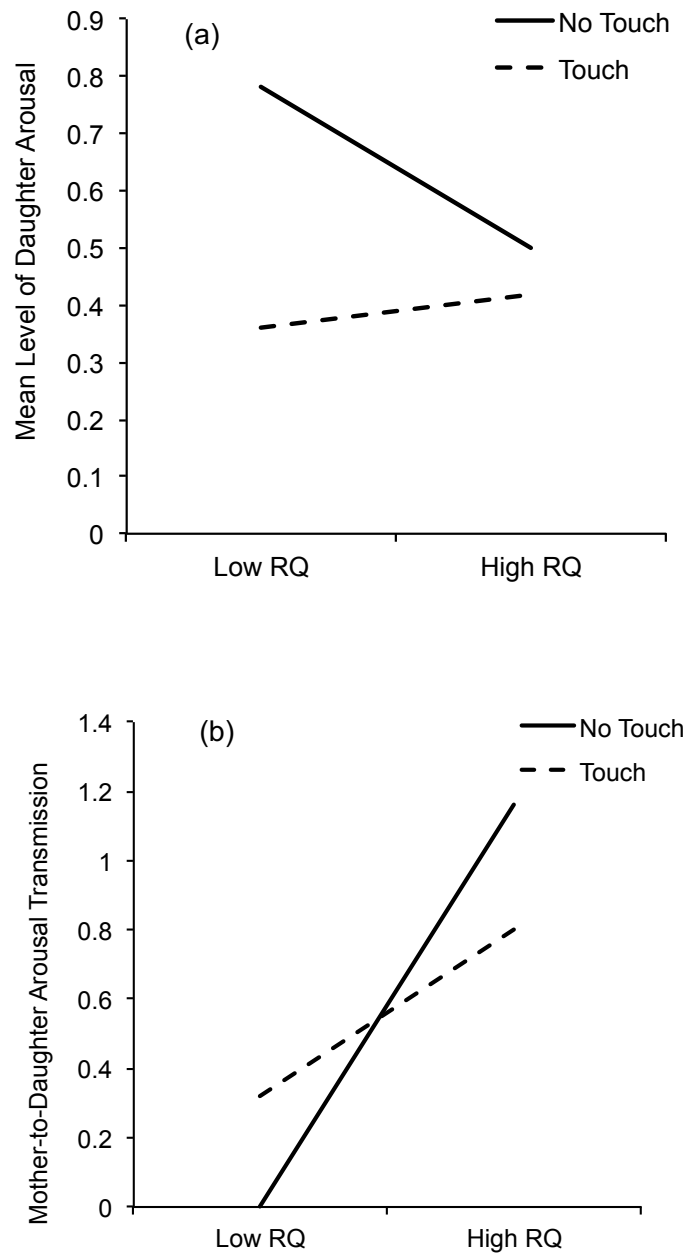 (a)
No Touch
Touch
Mean Level of Daughter Arousal
0.9
0.8
0.7
0.6
0.5
0.4
0.3
0.2
0.1
0
Low RQ High RQ
(b)
No Touch
Touch
Mother-to-Daughter Arousal Transmission
1.4
1.2
1
0.8
0.6
0.4
0.2
0
Low RQ High RQ